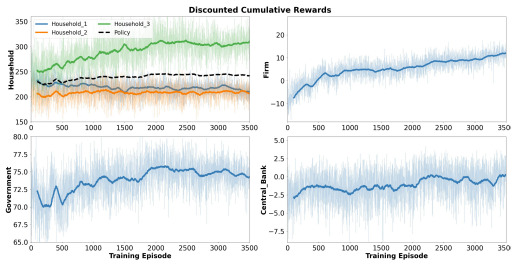 Discounted Cumulative Rewards
Household_1
Household_2
Household_3
Policy
Household
350
300
250
200
150
0 500 1000 1500 2000 2500 3000 3500
Firm
20
10
0
−10
0 500 1000 1500 2000 2500 3000 3500
Government
80.0
77.5
75.0
72.5
70.0
67.5
65.0
0 500 1000 1500 2000 2500 3000 3500
Training Episode
Central_Bank
5.0
2.5
0.0
−2.5
−5.0
−7.5
0 500 1000 1500 2000 2500 3000 3500
Training Episode